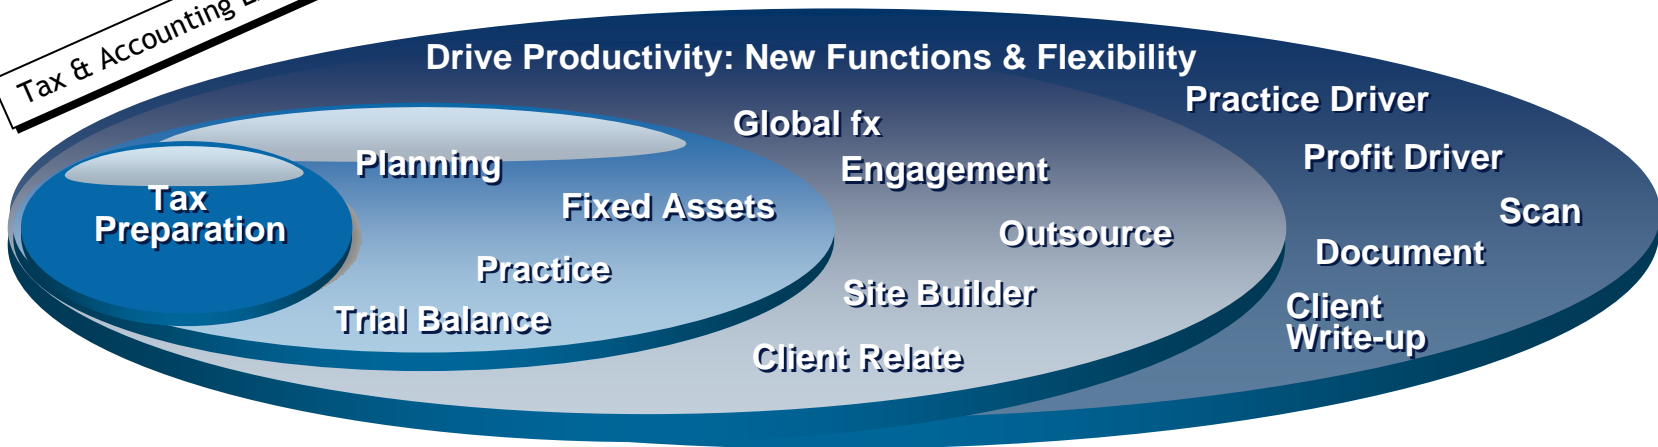 Tax & Accounting
Drive Productivity: New Functions & Flexibility
Practice Driver
Global fx
Profit Driver
Planning
Engagement
Tax
Preparation
Fixed Assets
Scan
Outsource
Document
Practice
Site Builder
Client
Write-up
Trial Balance
Client Relate